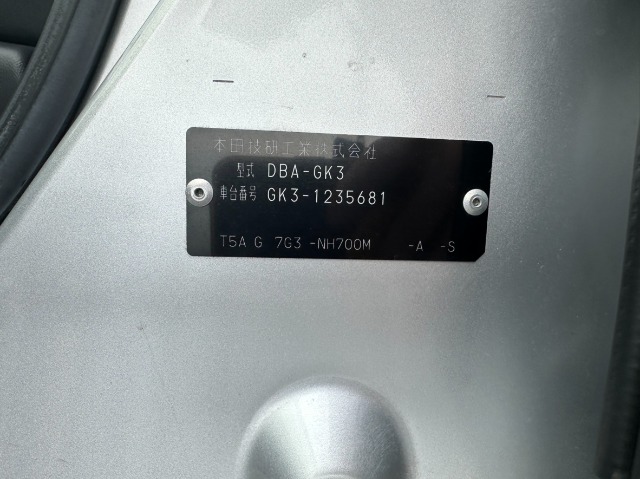 本田技研工業株式会社
型式 DBA-GK3
車台番号 GK3-1235681
T5A G 7G3 -NH700M -A -S